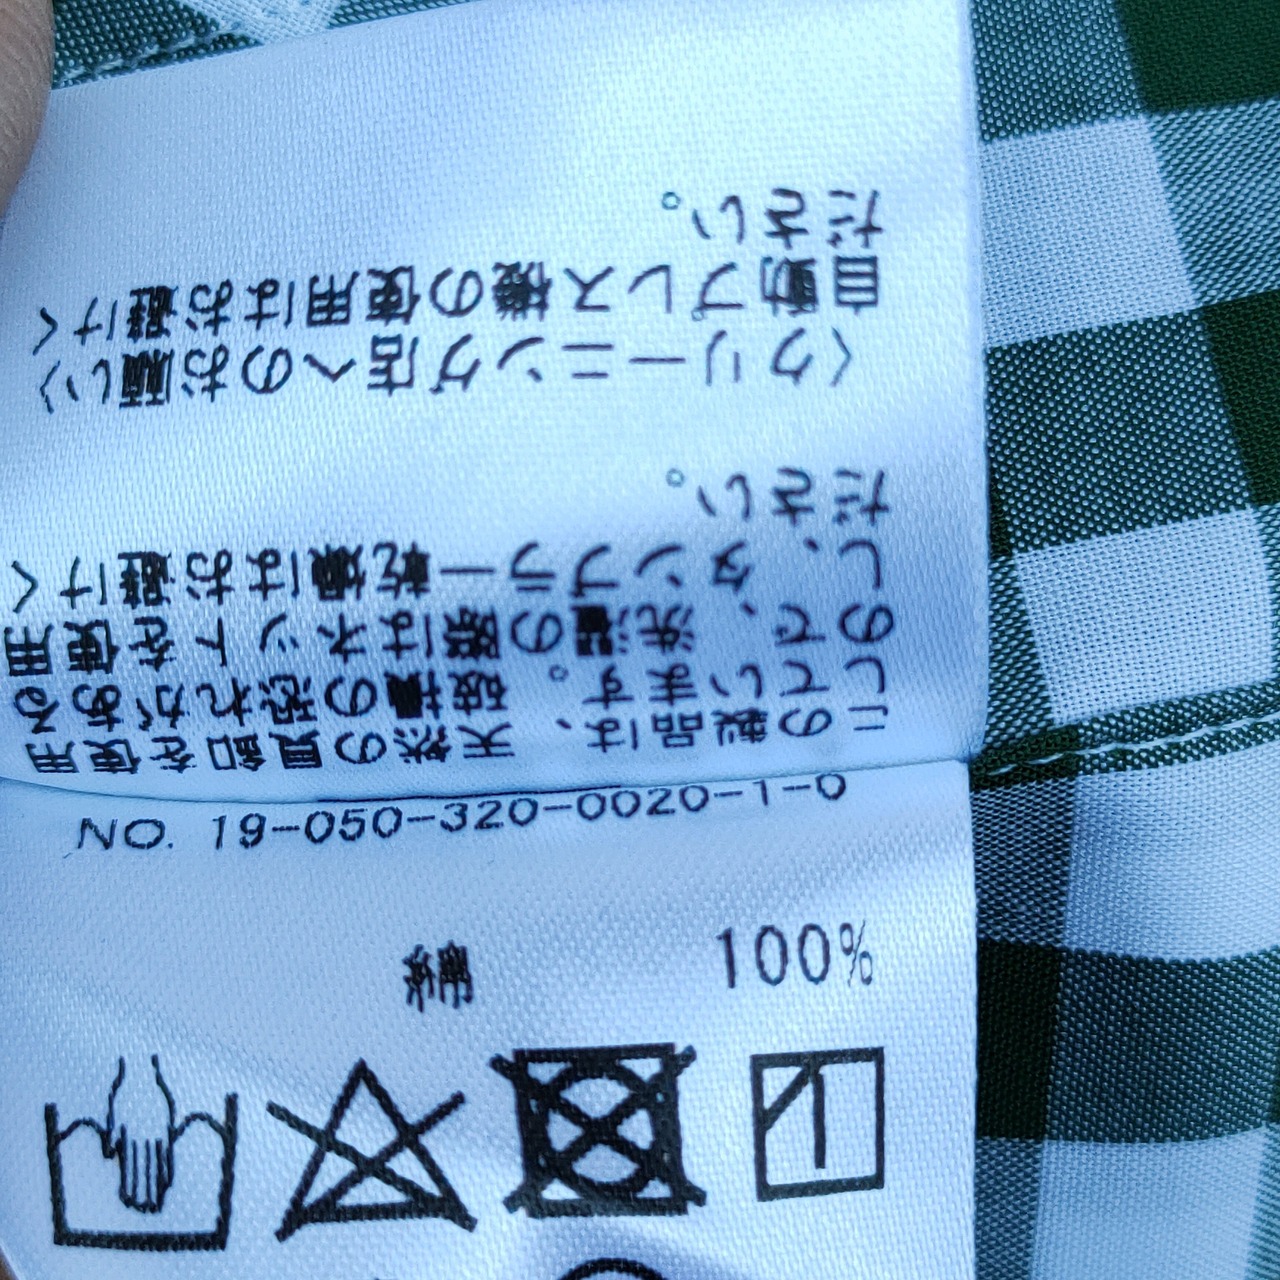 この製品は、天然の貝釦を使用
しています。破損の恐れがある
ので、洗濯の際はネットを使用
し、タンブラー乾燥はお避けく
ださい。
〈クリーニング店へのお願い〉
自動プレス機の使用はお避けく
ださい。
NO. 19-050-320-0020-1-0
綿 100%